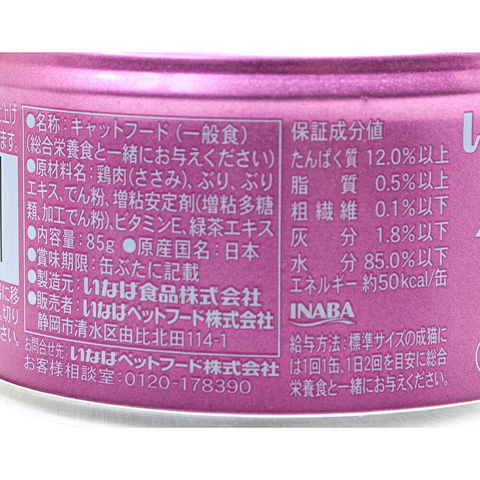 上げ
ます。
に移
切り
●名称：キャットフード（一般食）
（総合栄養食と一緒にお与えください）
●原材料名：鶏肉（ささみ）、ぶり、ぶり
エキス、でん粉、増粘安定剤（増粘多糖
類、加工でん粉）、ビタミンE、緑茶エキス
●内容量：85g ●原産国名：日本
●賞味期限：缶ぶたに記載
●製造元：いなば食品株式会社
●販売者：いなばペットフード株式会社
静岡市清水区由比北田114-1
お問合せ先：いなばペットフード株式会社
お客様相談室：0120-178390
保証成分値
たんぱく質 12.0%以上
脂質 0.5%以上
粗繊維 0.1%以下
灰分 1.8%以下
水分 85.0%以下
エネルギー 約50kcal/缶
INABA
給与方法：標準サイズの成猫に
は1回1缶、1日2回を目安に総合
栄養食と一緒にお与えください。
い